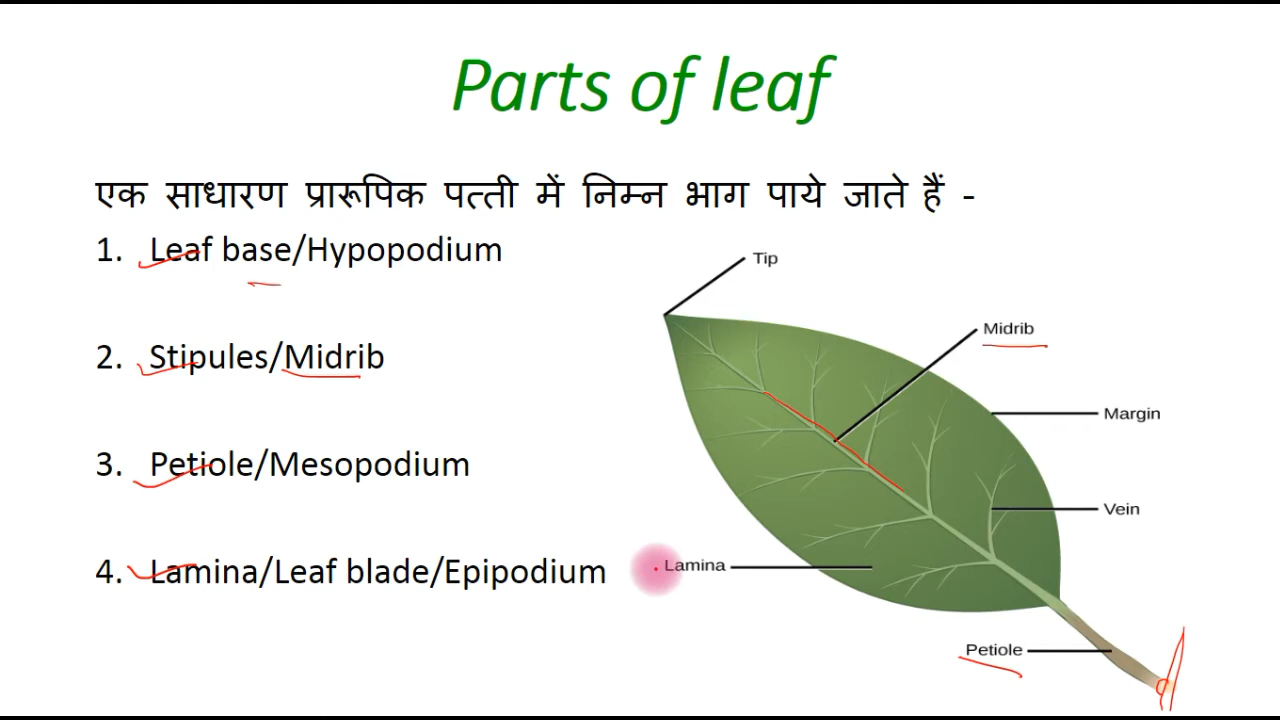 Parts of leaf
एक साधारण प्रारूपिक पत्ती में निम्न भाग पाये जाते हैं -
1. Leaf base/Hypopodium
2. Stipules/Midrib
3. Petiole/Mesopodium
4. Lamina/Leaf blade/Epipodium
Tip
Midrib
Margin
Vein
Lamina
Petiole